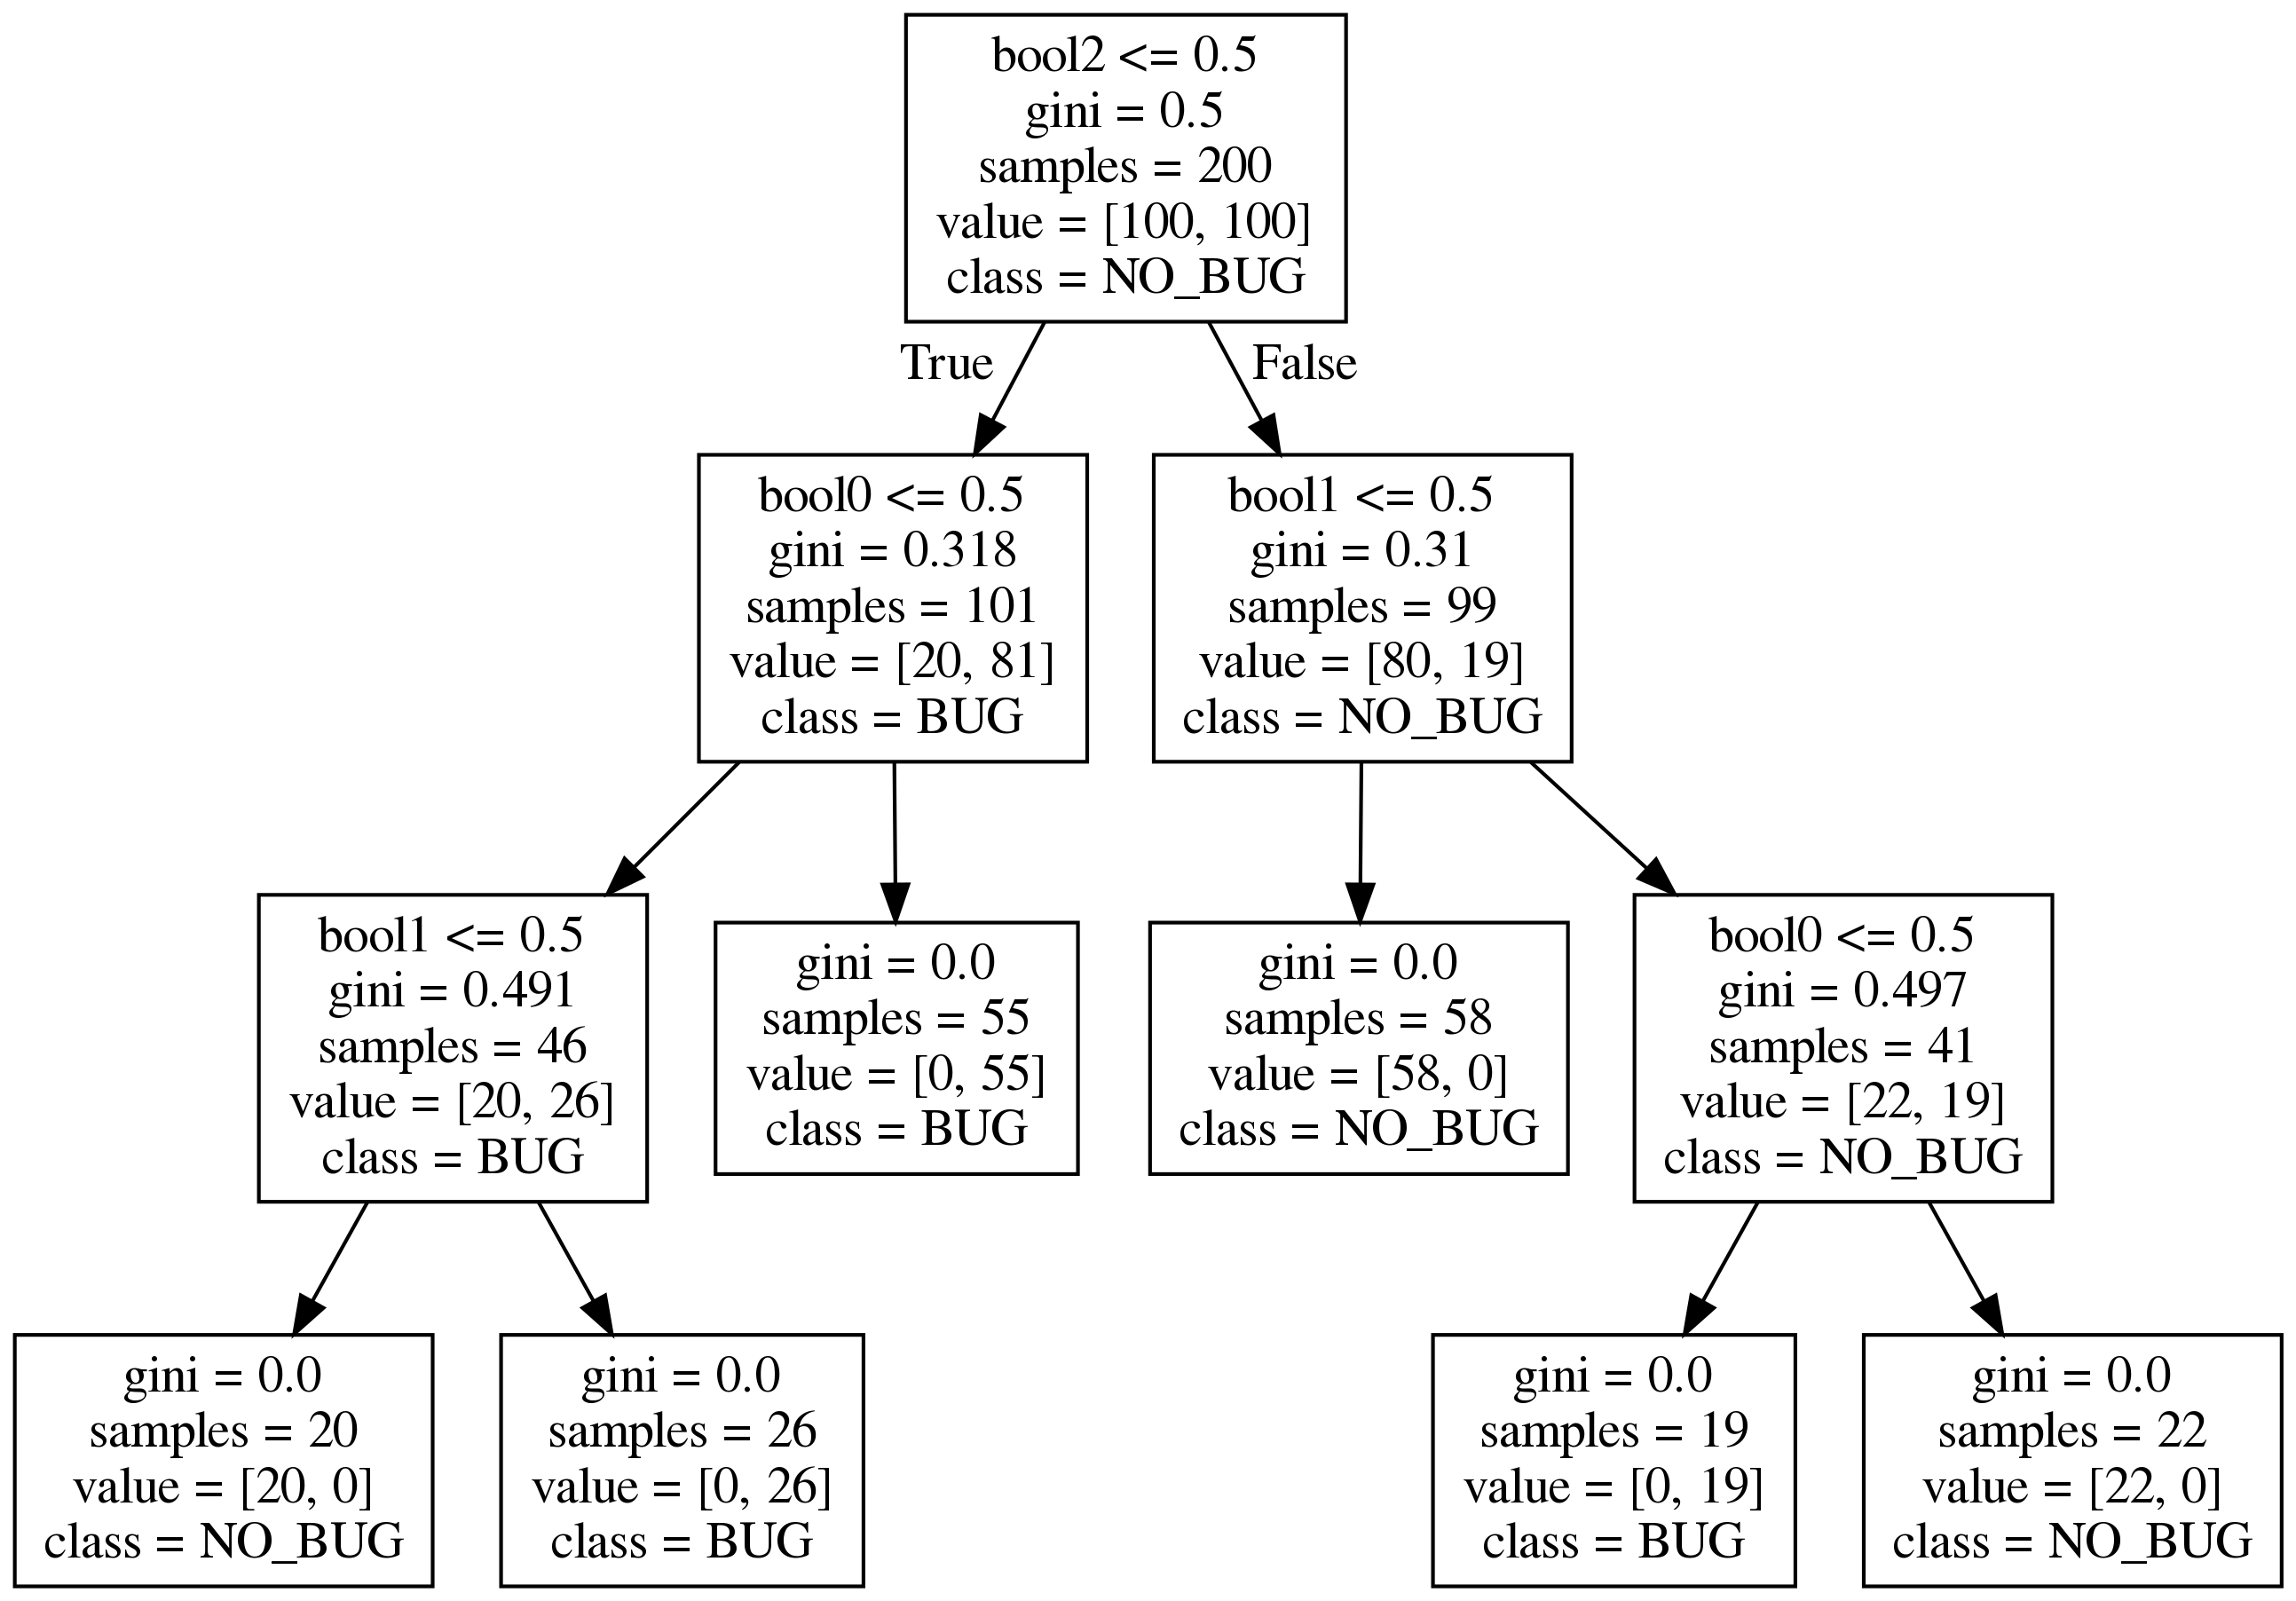 bool2 <= 0.5
gini = 0.5
samples = 200
value = [100, 100]
class = NO_BUG
True
False
bool0 <= 0.5
gini = 0.318
samples = 101
value = [20, 81]
class = BUG
bool1 <= 0.5
gini = 0.31
samples = 99
value = [80, 19]
class = NO_BUG
bool1 <= 0.5
gini = 0.491
samples = 46
value = [20, 26]
class = BUG
gini = 0.0
samples = 55
value = [0, 55]
class = BUG
gini = 0.0
samples = 58
value = [58, 0]
class = NO_BUG
bool0 <= 0.5
gini = 0.497
samples = 41
value = [22, 19]
class = NO_BUG
gini = 0.0
samples = 20
value = [20, 0]
class = NO_BUG
gini = 0.0
samples = 26
value = [0, 26]
class = BUG
gini = 0.0
samples = 19
value = [0, 19]
class = BUG
gini = 0.0
samples = 22
value = [22, 0]
class = NO_BUG